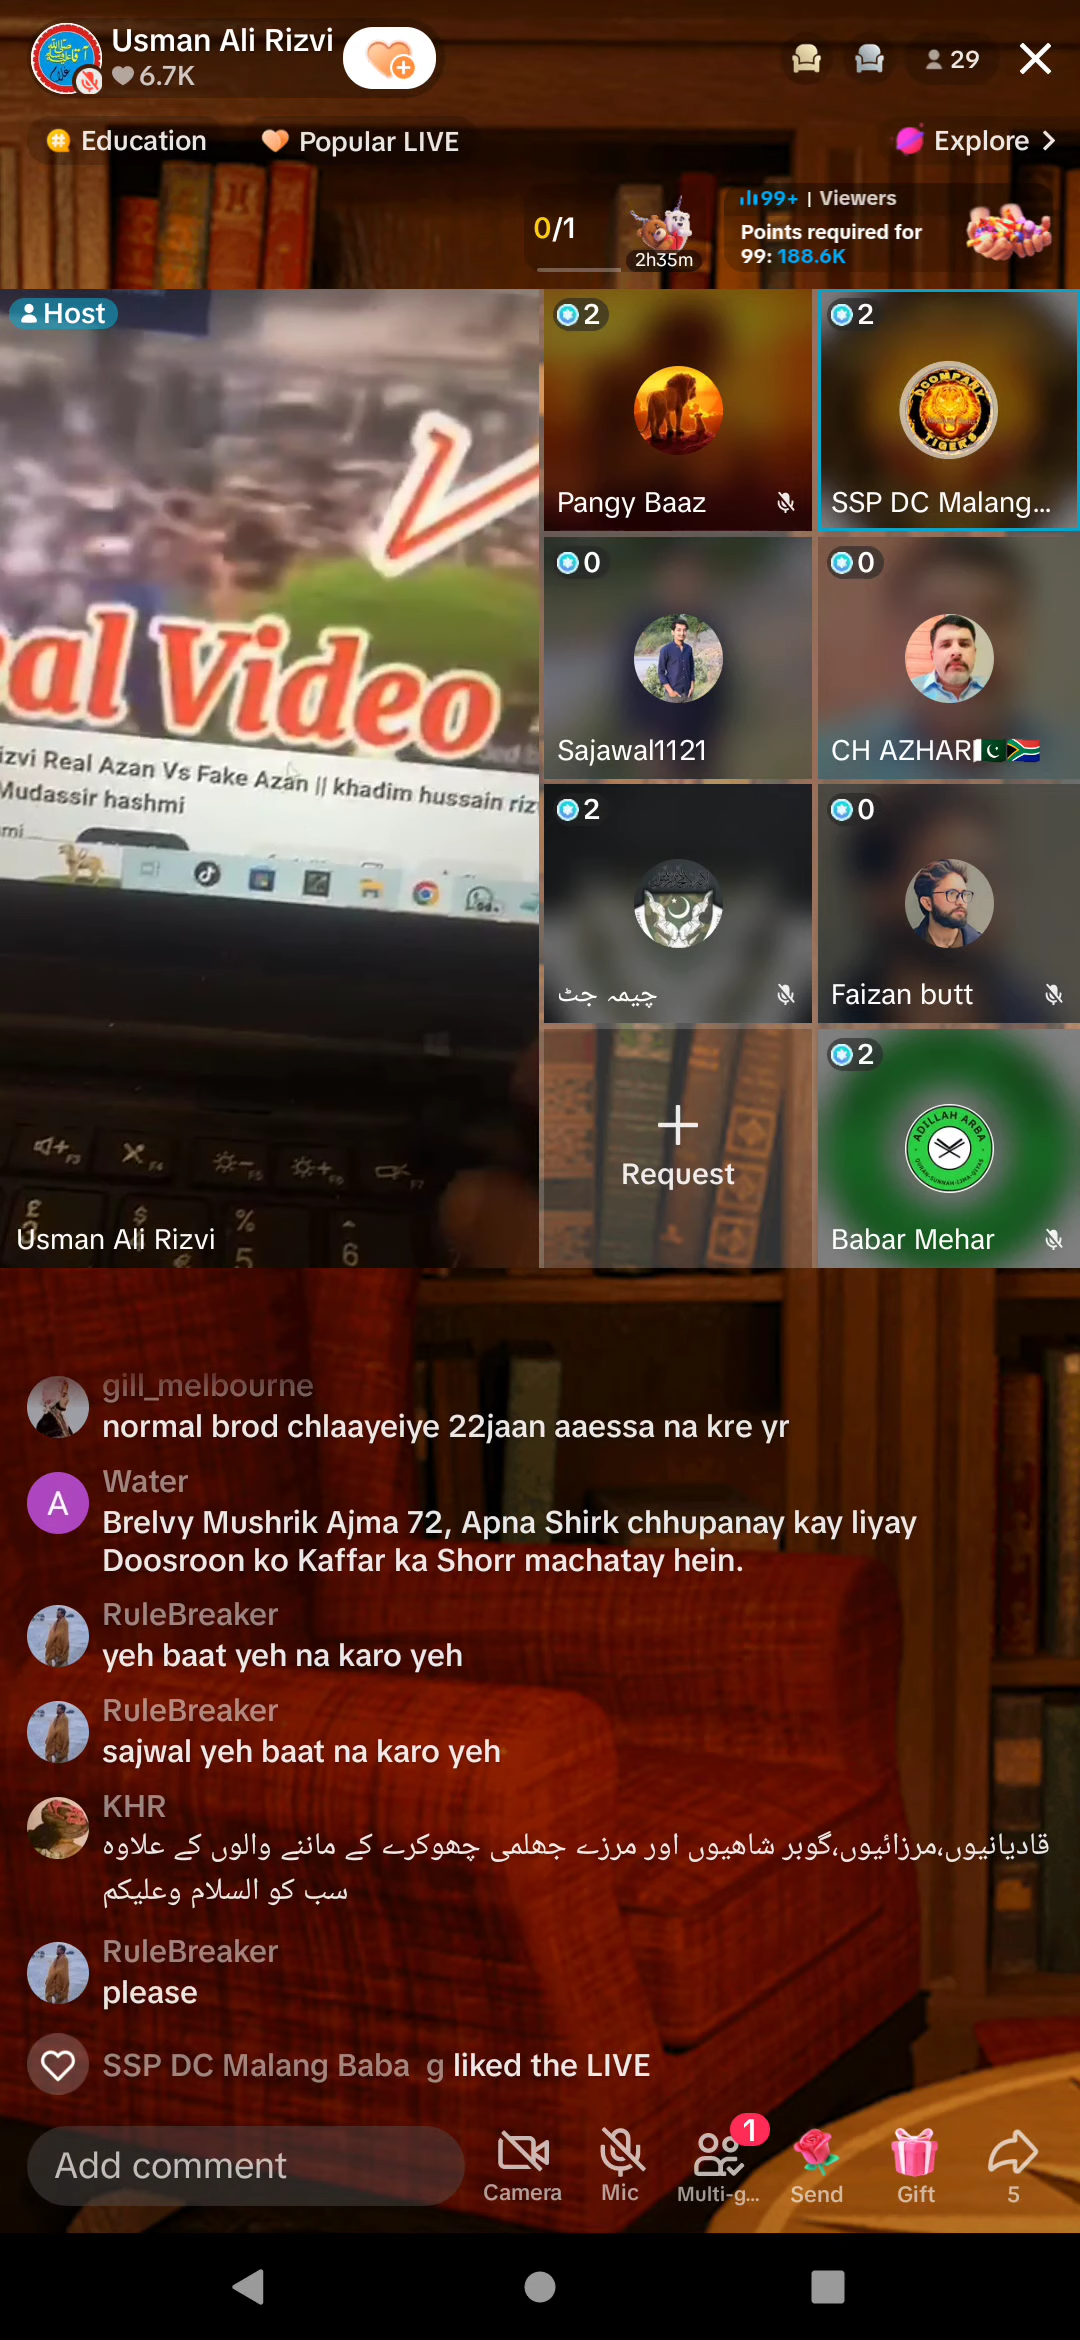 Usman Ali Rizvi
6.7K
29
Education
Popular LIVE
Explore
0/1
2h35m
99+ | Viewers
Points required for
99: 188.6K
Host
al Video
izvi Real Azan Vs Fake Azan || khadim hussain riz
Mudassir hashmi
Usman Ali Rizvi
2
Pangy Baaz
2
DOOMPANY
TIGERS
SSP DC Malang...
0
Sajawal1121
0
CH AZHAR
2
چیمہ جٹ
0
Faizan butt
Request
2
ADILLAH ARBA
Babar Mehar
gill_melbourne
normal brod chlaayeiye 22jaan aaessa na kre yr
A
Water
Brelvy Mushrik Ajma 72, Apna Shirk chhupanay kay liyay
Doosroon ko Kaffar ka Shorr machatay hein.
RuleBreaker
yeh baat yeh na karo yeh
RuleBreaker
sajwal yeh baat na karo yeh
KHR
قادیانیوں،مرزائیوں،گوبر شاھیوں اور مرزے جھلمی چھوکرے کے ماننے والوں کے علاوہ
سب کو السلام وعلیکم
RuleBreaker
please
SSP DC Malang Baba g liked the LIVE
Add comment
Camera
Mic
1
Multi-g...
Send
Gift
5